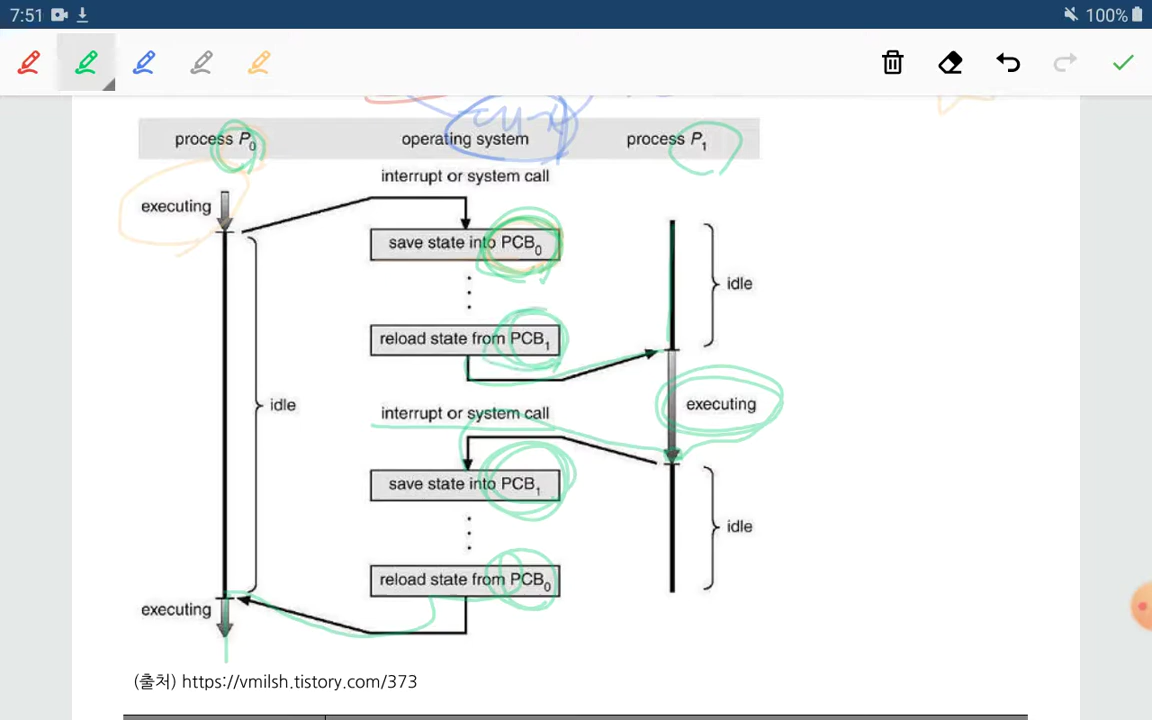 7:51 100%
process P0 operating system process P1
interrupt or system call
executing
save state into PCB0
idle
reload state from PCB1
idle
executing
interrupt or system call
save state into PCB1
idle
reload state from PCB0
executing
(출처) https://vmilsh.tistory.com/373